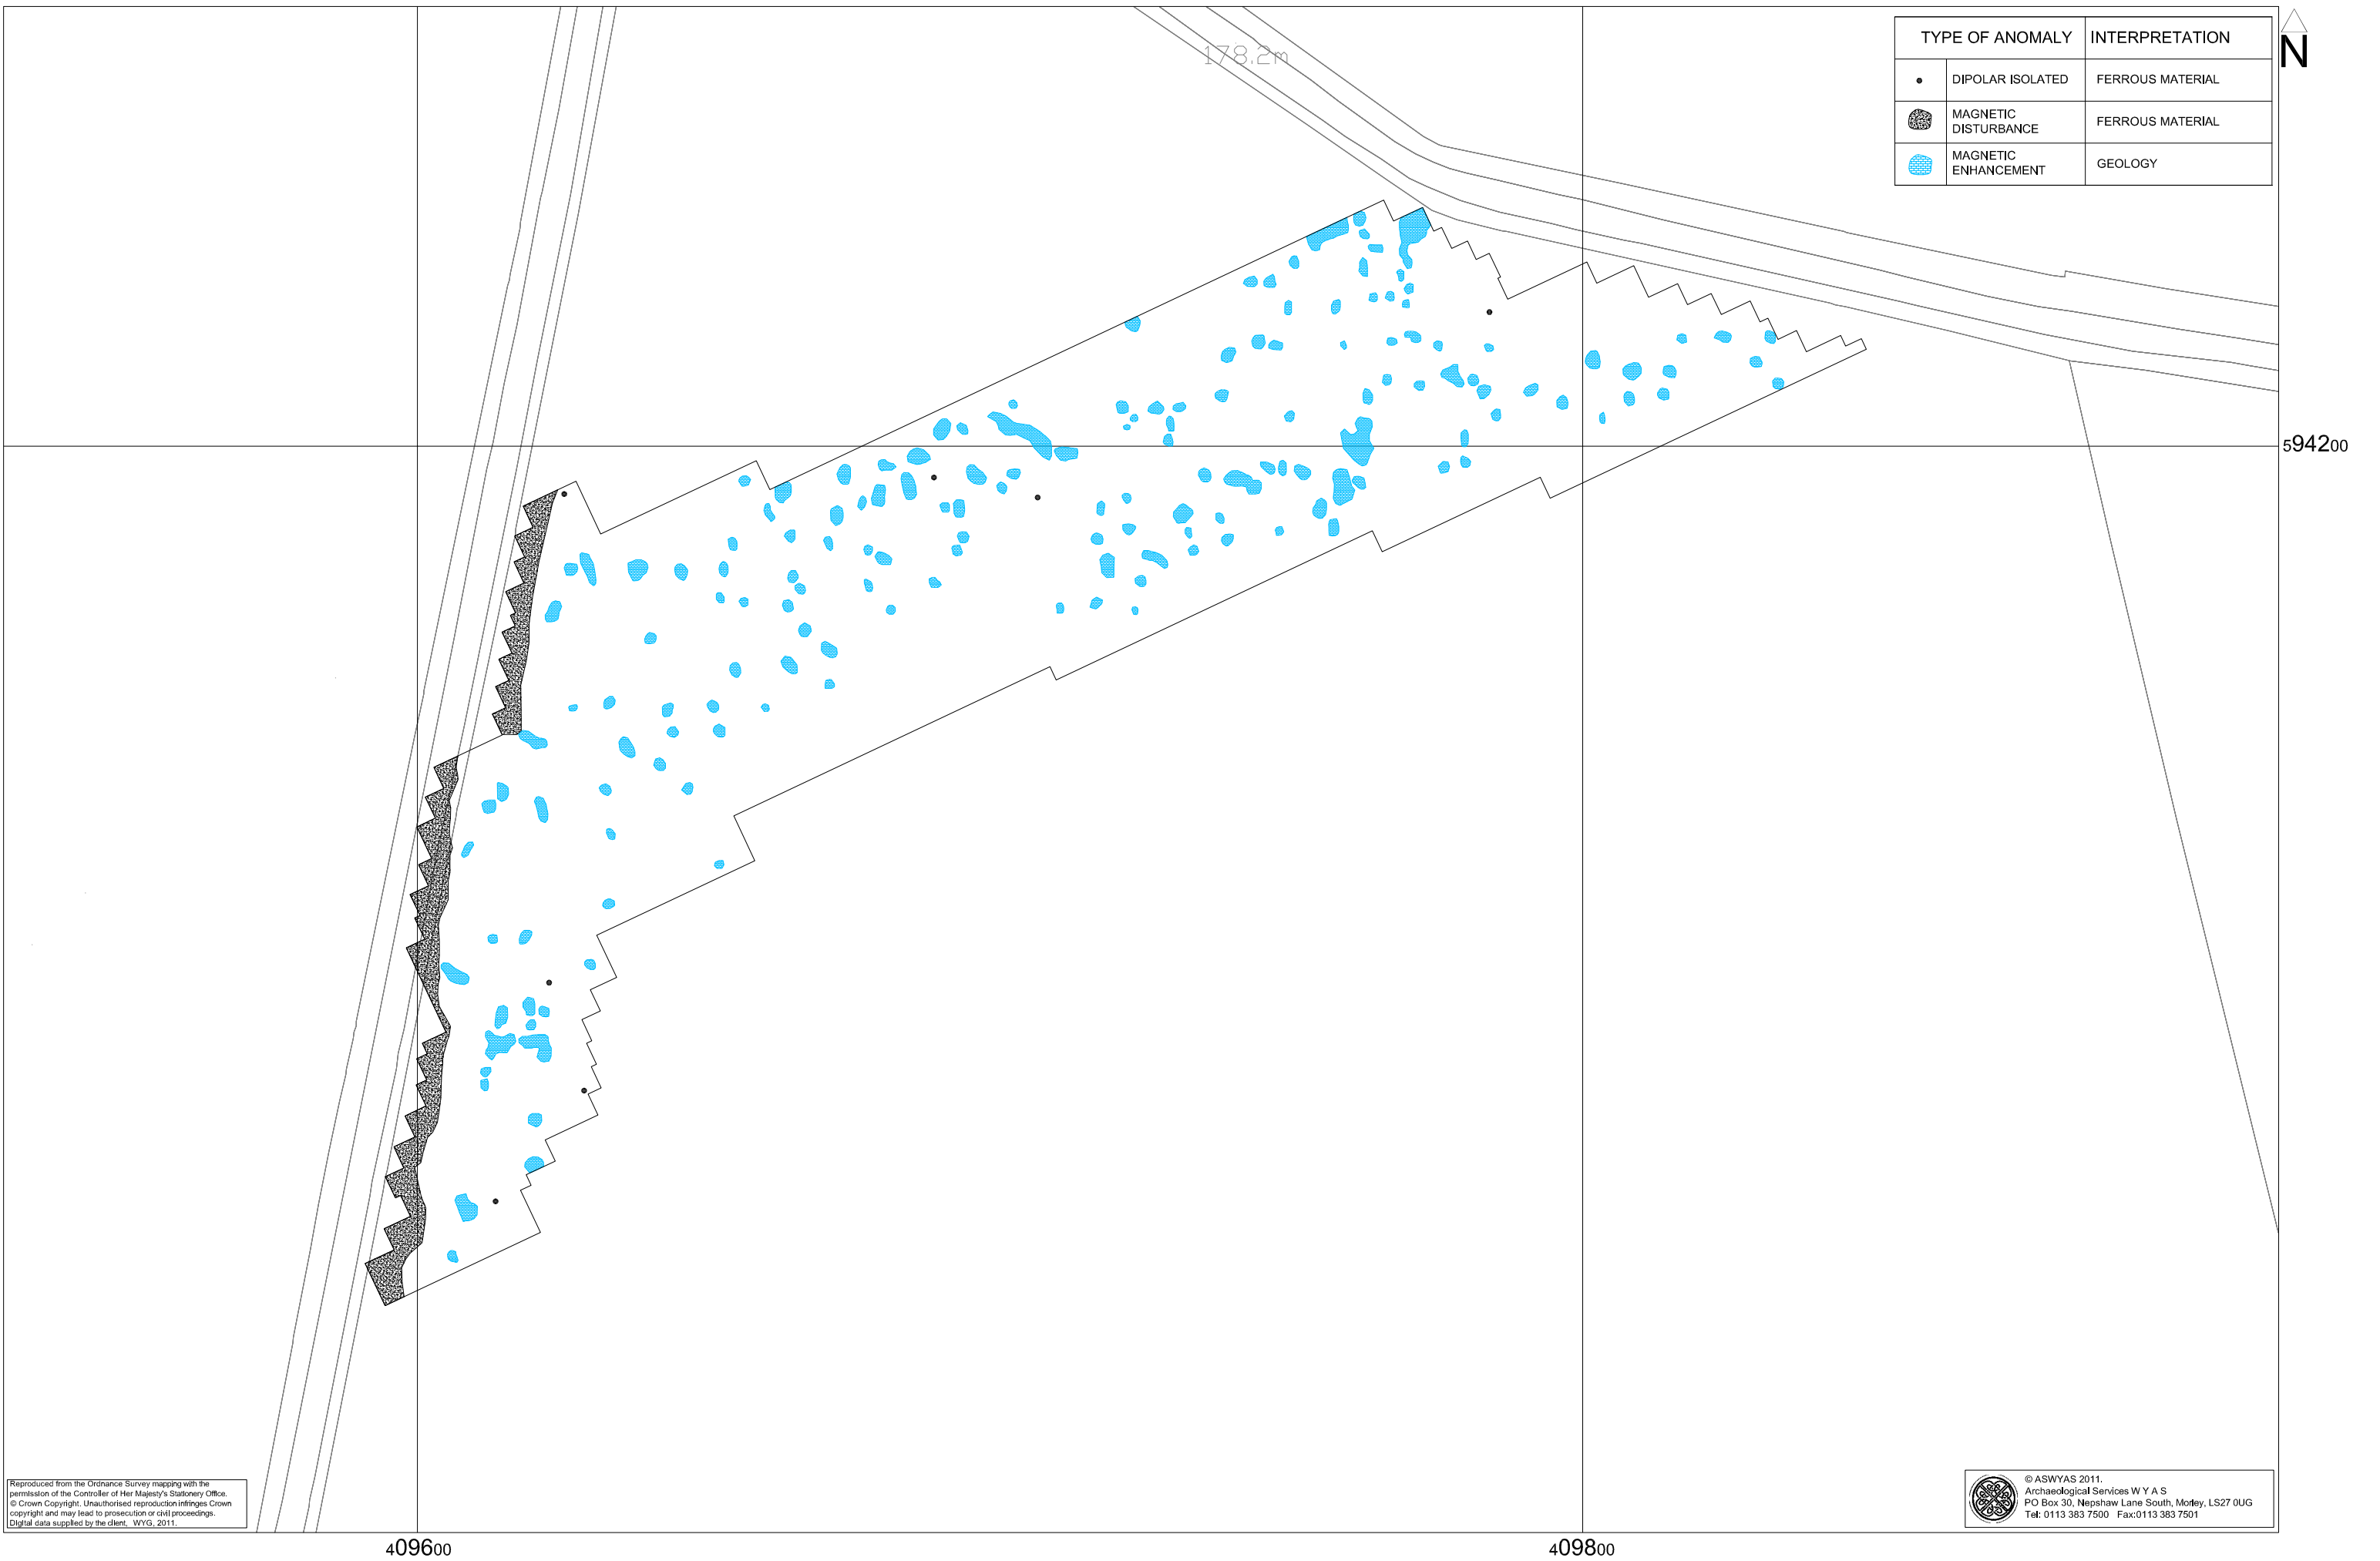 178.2m
TYPE OF ANOMALY INTERPRETATION
DIPOLAR ISOLATED FERROUS MATERIAL
MAGNETIC
DISTURBANCE
FERROUS MATERIAL
MAGNETIC
ENHANCEMENT
GEOLOGY
N
594200
Reproduced from the Ordnance Survey mapping with the
permission of the Controller of Her Majesty's Stationery Office.
© Crown Copyright. Unauthorised reproduction infringes Crown
copyright and may lead to prosecution or civil proceedings.
Digital data supplied by the client, WYG, 2011.
© ASWYAS 2011.
Archaeological Services W Y A S
PO Box 30, Nepshaw Lane South, Morley, LS27 0UG
Tel: 0113 383 7500 Fax:0113 383 7501
409600
409800